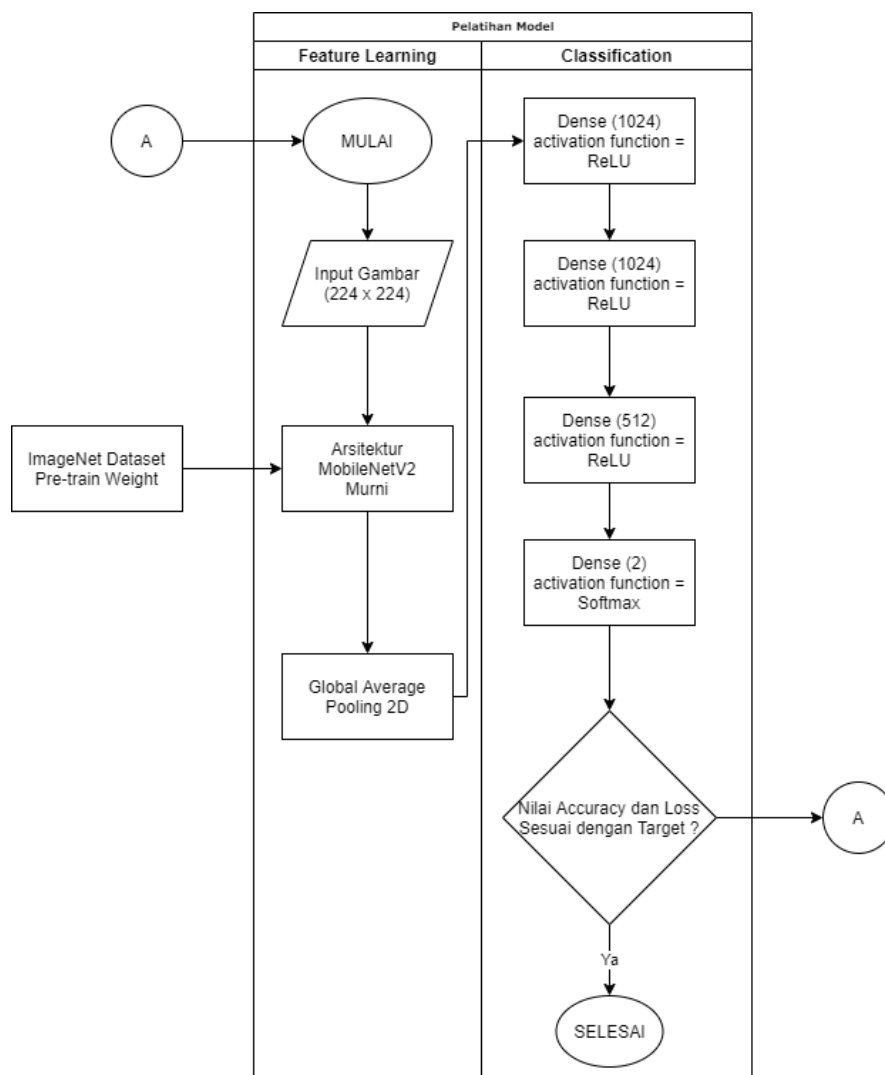 Pelatihan Model
Feature Learning
Classification
A
MULAI
Input Gambar
(224 x 224)
ImageNet Dataset
Pre-train Weight
Arsitektur
MobileNetV2
Murni
Global Average
Pooling 2D
Dense (1024)
activation function =
ReLU
Dense (1024)
activation function =
ReLU
Dense (512)
activation function =
ReLU
Dense (2)
activation function =
Softmax
Nilai Accuracy dan Loss
Sesuai dengan Target ?
A
Ya
SELESAI